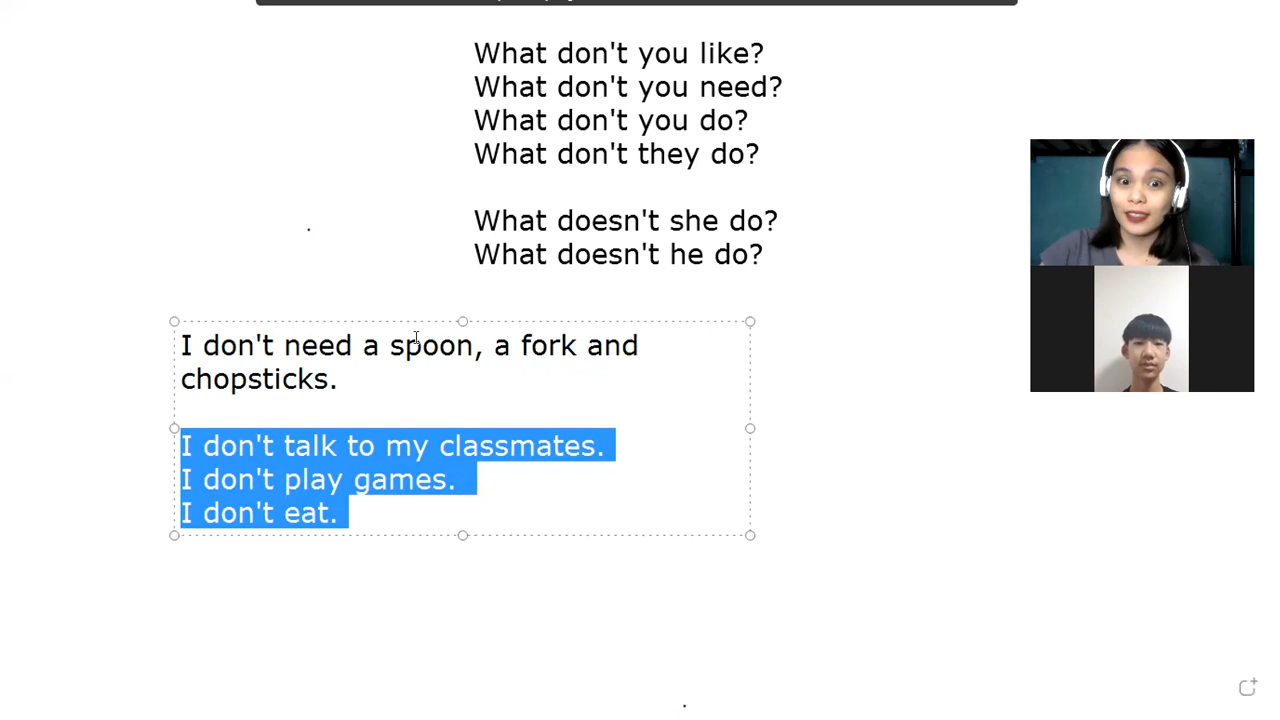 What don't you like?
What don't you need?
What don't you do?
What don't they do?
What doesn't she do?
What doesn't he do?
I don't need a spoon, a fork and
chopsticks.
I don't talk to my classmates.
I don't play games.
I don't eat.